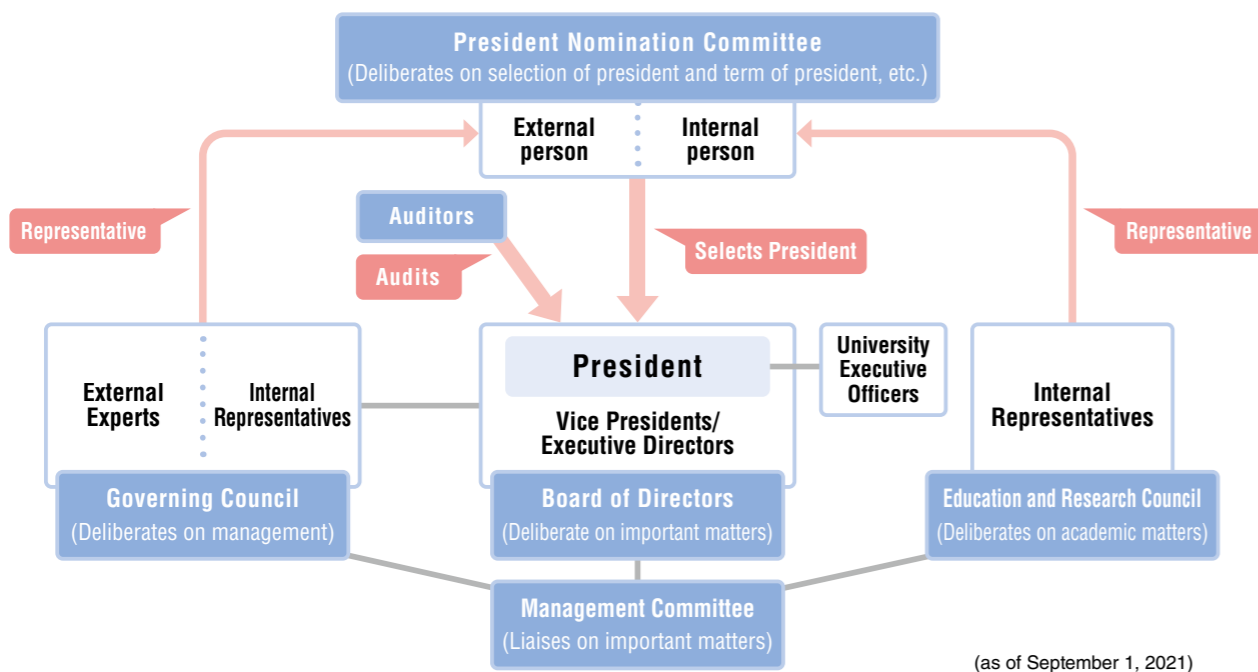 President Nomination Committee
(Deliberates on selection of president and term of president, etc.)
External
person
Internal
person
Auditors
Representative
Audits
Selects President
Representative
External
Experts
Internal
Representatives
President
Vice Presidents/
Executive Directors
University
Executive
Officers
Internal
Representatives
Governing Council
(Deliberates on management)
Board of Directors
(Deliberate on important matters)
Education and Research Council
(Deliberates on academic matters)
Management Committee
(Liaises on important matters)
(as of September 1, 2021)